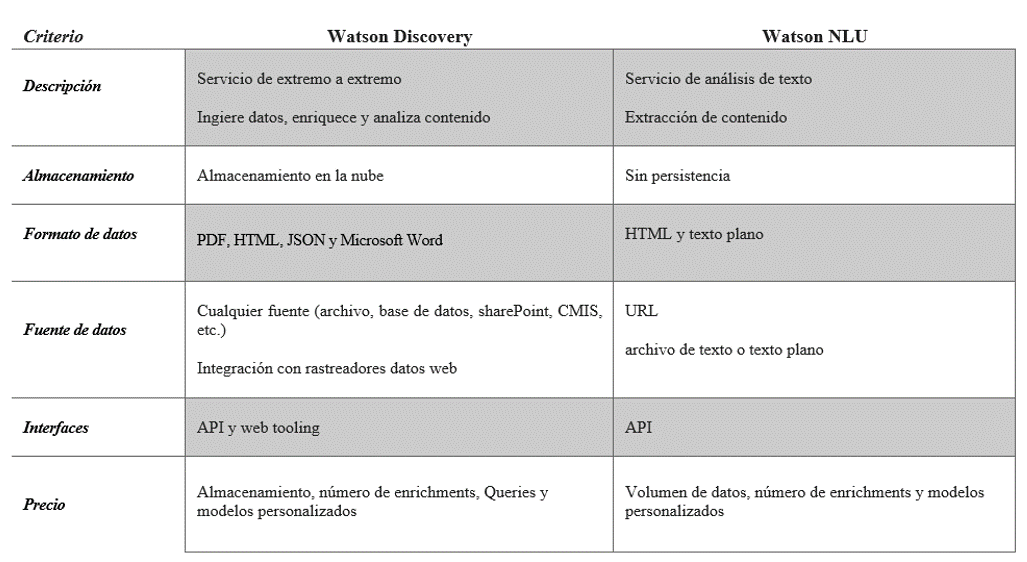 Criterio Watson Discovery Watson NLU
Descripción
Servicio de extremo a extremo
Ingiere datos, enriquece y analiza contenido
Servicio de análisis de texto
Extracción de contenido
Almacenamiento
Almacenamiento en la nube
Sin persistencia
Formato de datos
PDF, HTML, JSON y Microsoft Word
HTML y texto plano
Fuente de datos
Cualquier fuente (archivo, base de datos, sharePoint, CMIS,
etc.)
Integración con rastreadores datos web
URL
archivo de texto o texto plano
Interfaces
API y web tooling
API
Precio
Almacenamiento, número de enrichments, Queries y
modelos personalizados
Volumen de datos, número de enrichments y modelos
personalizados